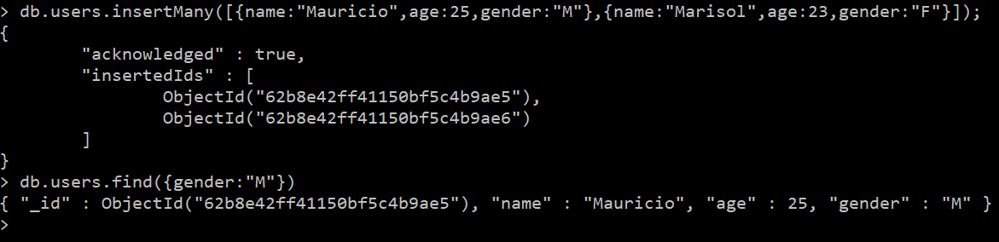 > db.users.insertMany([{name:"Mauricio",age:25,gender:"M"},{name:"Marisol",age:23,gender:"F"}]);
{
        "acknowledged" : true,
        "insertedIds" : [
                ObjectId("62b8e42ff41150bf5c4b9ae5"),
                ObjectId("62b8e42ff41150bf5c4b9ae6")
        ]
}
> db.users.find({gender:"M"})
{ "_id" : ObjectId("62b8e42ff41150bf5c4b9ae5"), "name" : "Mauricio", "age" : 25, "gender" : "M" }
>